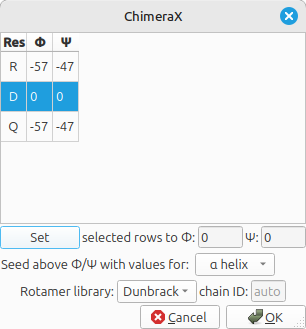 ChimeraX
Res Φ Ψ
R -57 -47
D 0 0
Q -57 -47
Set selected rows to Φ: 0 Ψ: 0
Seed above Φ/Ψ with values for: α helix
Rotamer library: Dunbrack chain ID: auto
Cancel OK